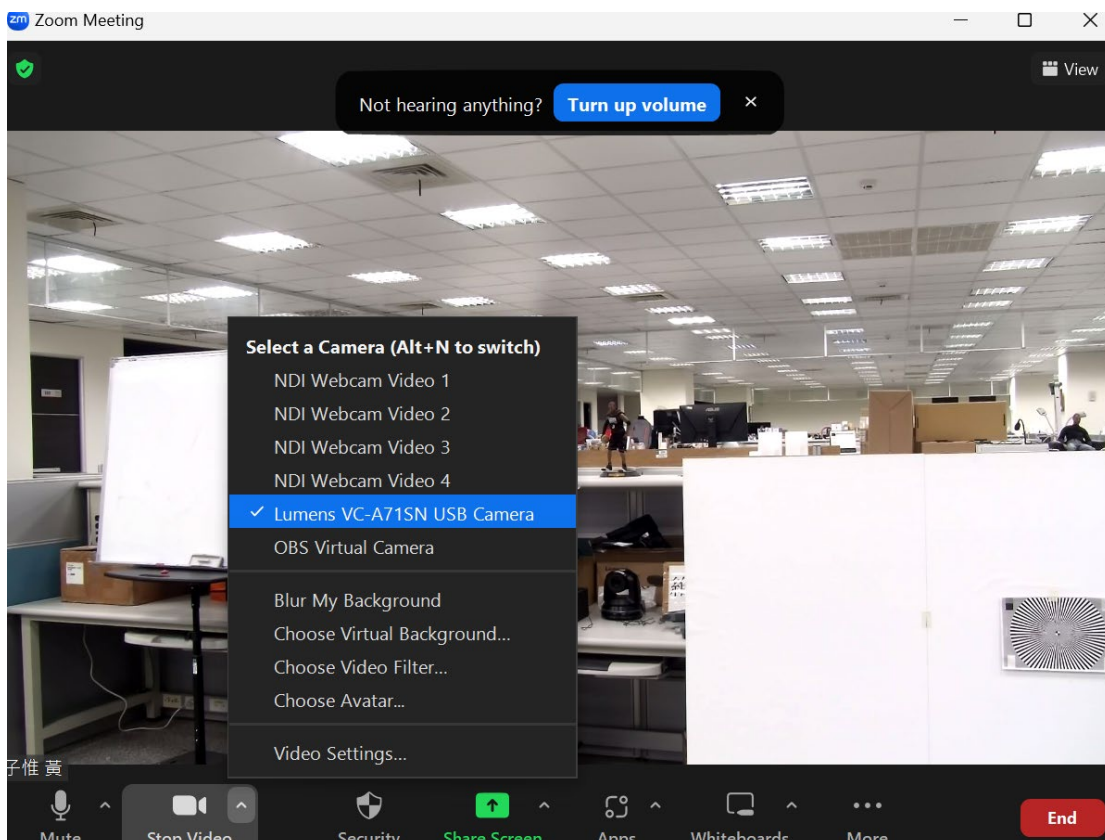 zm Zoom Meeting
View
Not hearing anything? Turn up volume
Select a Camera (Alt+N to switch)
NDI Webcam Video 1
NDI Webcam Video 2
NDI Webcam Video 3
NDI Webcam Video 4
Lumens VC-A71SN USB Camera
OBS Virtual Camera
Blur My Background
Choose Virtual Background...
Choose Video Filter...
Choose Avatar...
Video Settings...
子惟 黃
Mute Stop Video Security Share Screen Apps Whiteboards More End